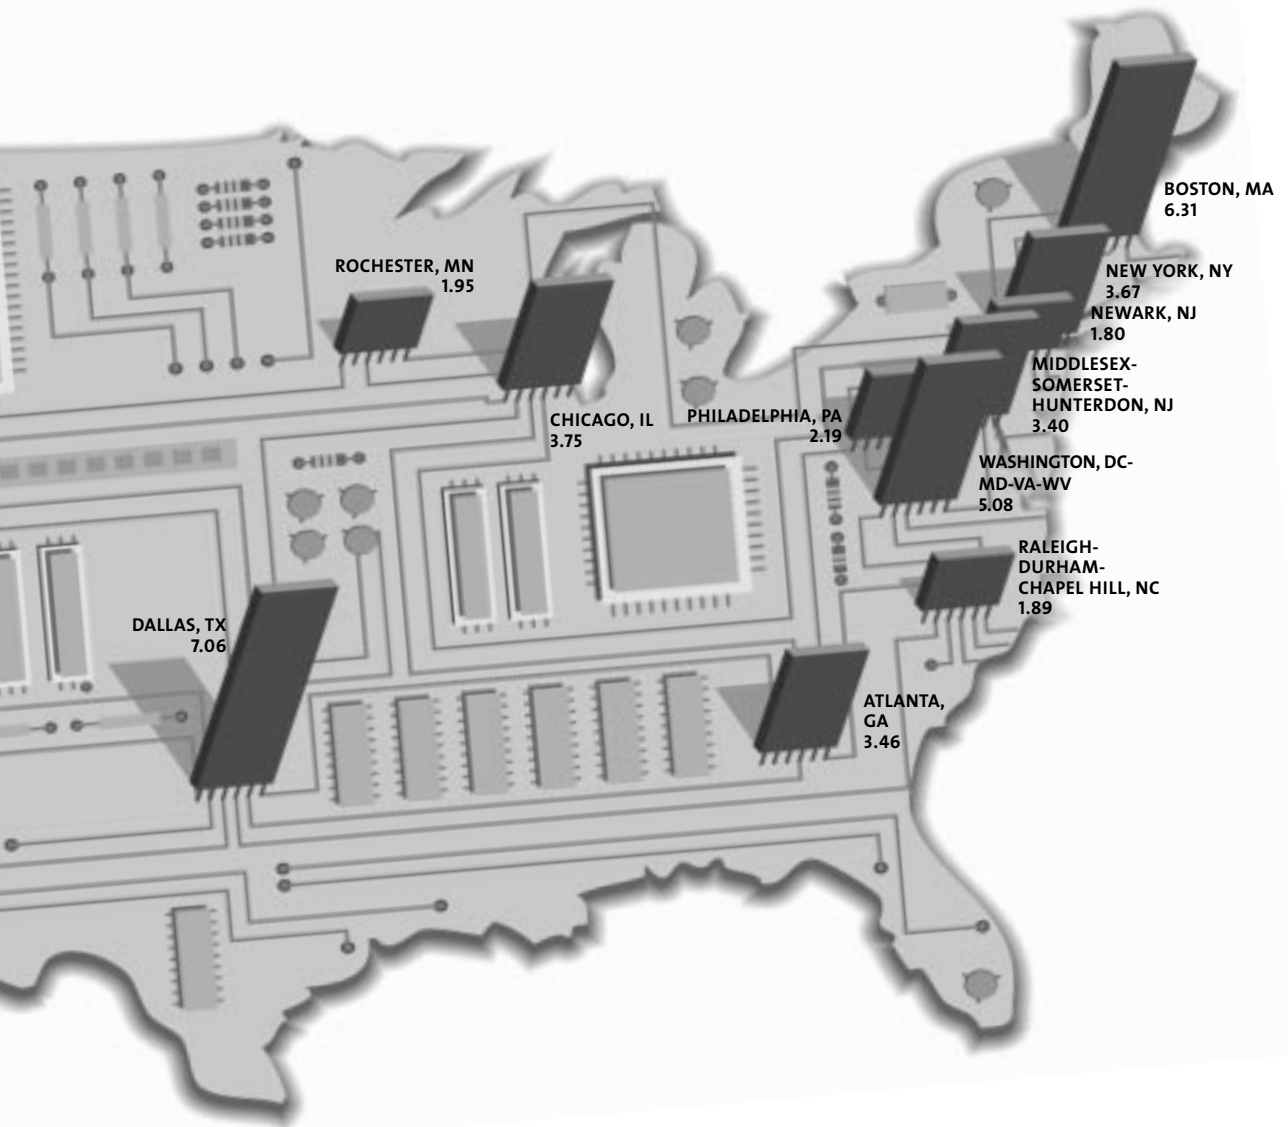 BOSTON, MA
6.31
ROCHESTER, MN
1.95
NEW YORK, NY
3.67
NEWARK, NJ
1.80
MIDDLESEX-
SOMERSET-
HUNTERDON, NJ
3.40
CHICAGO, IL
3.75
PHILADELPHIA, PA
2.19
WASHINGTON, DC-
MD-VA-WV
5.08
RALEIGH-
DURHAM-
CHAPEL HILL, NC
1.89
DALLAS, TX
7.06
ATLANTA,
GA
3.46